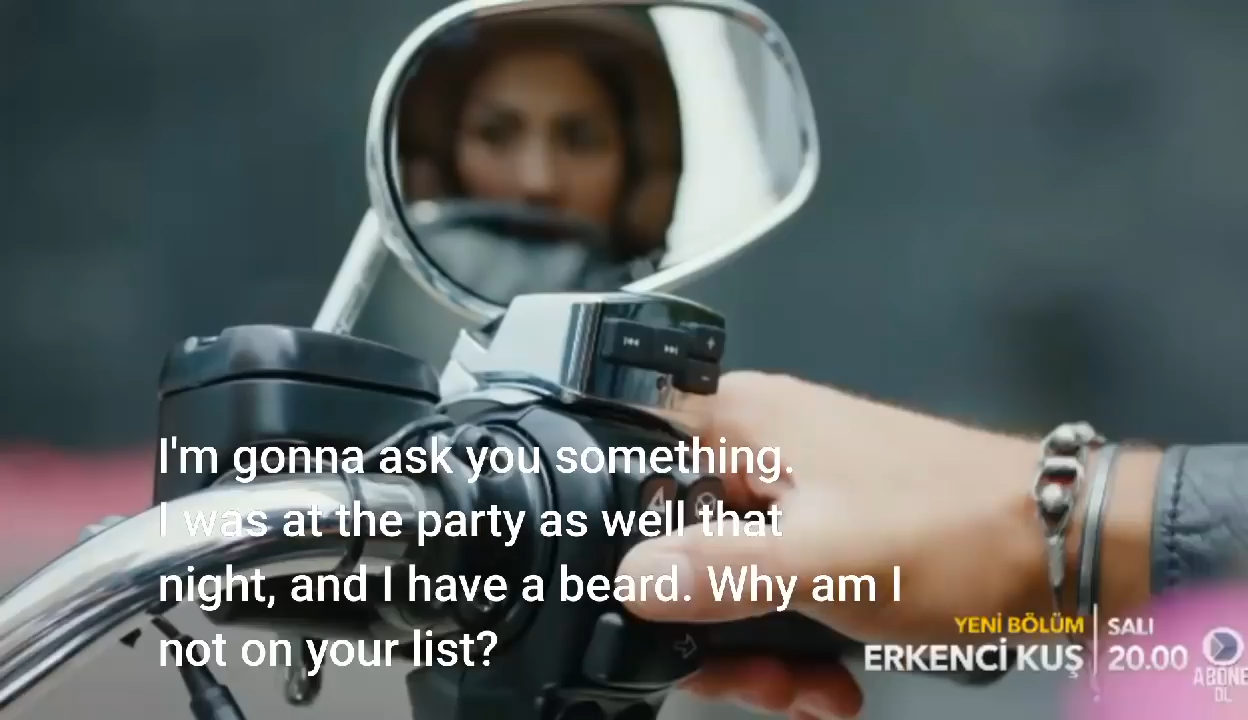 I'm gonna ask you something.
I was at the party as well that
night, and I have a beard. Why am I
not on your list?
YENİ BÖLÜM
ERKENCİ KUŞ
SALI
20.00
ABONE
OL